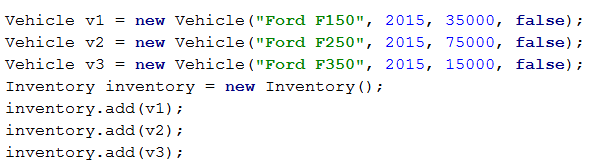 Vehicle v1 = new Vehicle("Ford F150", 2015, 35000, false);
Vehicle v2 = new Vehicle("Ford F250", 2015, 75000, false);
Vehicle v3 = new Vehicle("Ford F350", 2015, 15000, false);
Inventory inventory = new Inventory();
inventory.add(v1);
inventory.add(v2);
inventory.add(v3);